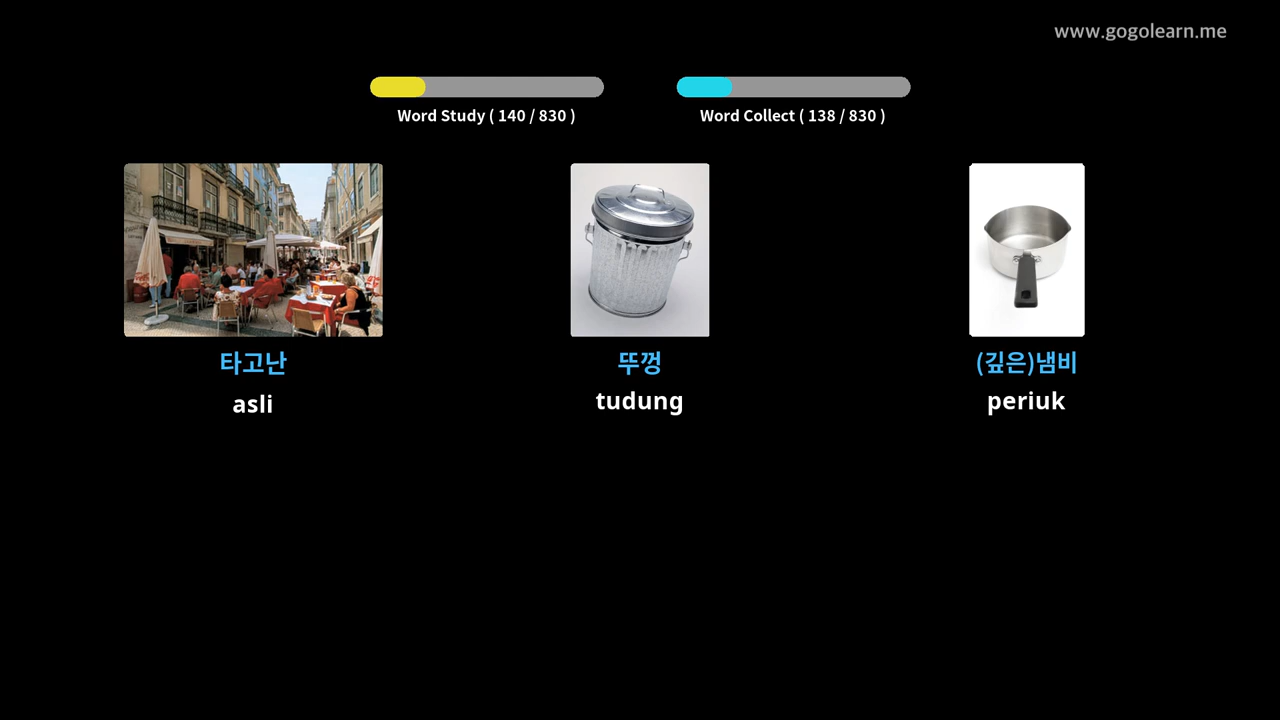 www.gogolearn.me
Word Study ( 140 / 830 )
Word Collect ( 138 / 830 )
타고난
뚜껑
(깊은)냄비
asli
tudung
periuk